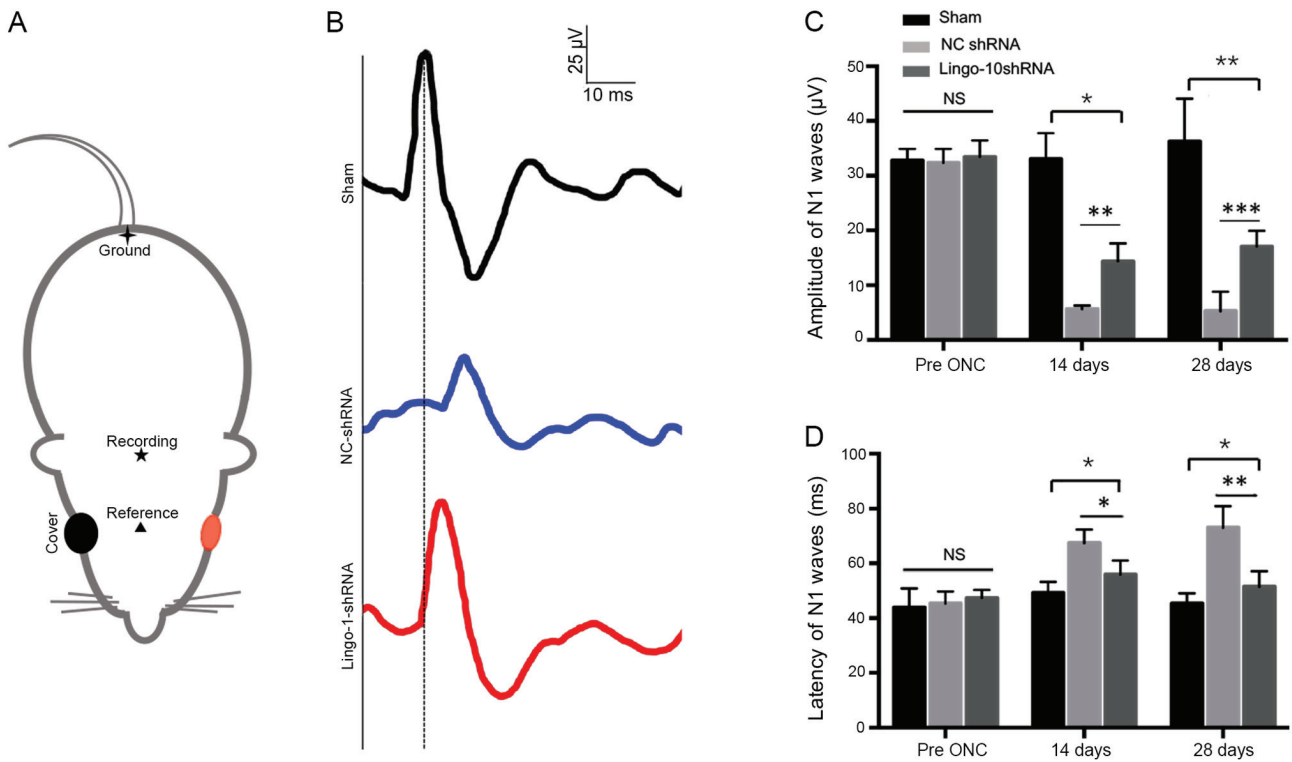 A
Ground
Recording
Reference
Cover
B
25 µV
10 ms
Sham
NC-shRNA
Lingo-1-shRNA
C
Sham
NC shRNA
Lingo-10shRNA
Amplitude of N1 waves (µV)
50
40
30
20
10
0
NS
*
**
**
***
Pre ONC
14 days
28 days
D
Latency of N1 waves (ms)
100
80
60
40
20
0
NS
*
*
*
**
Pre ONC
14 days
28 days